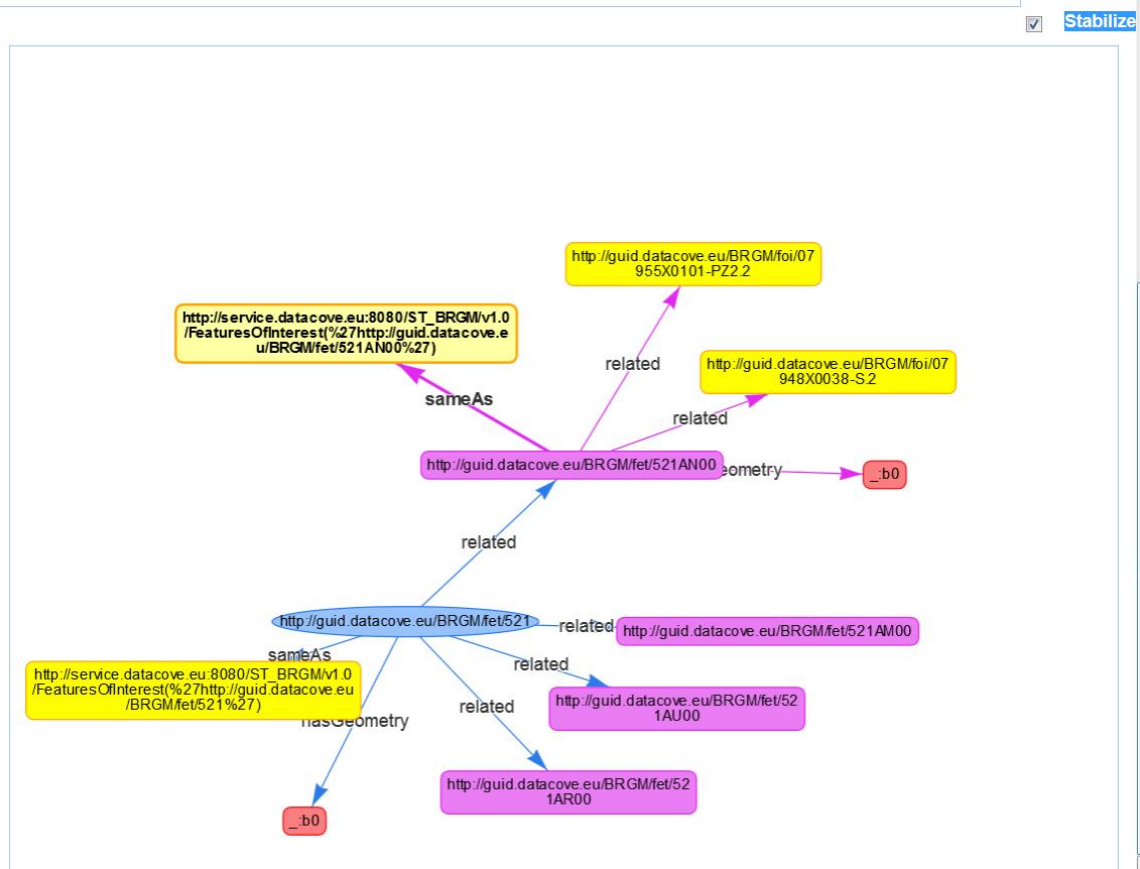 Stabilize
http://guid.datacove.eu/BRGM/foi/07
955X0101-PZ2.2
http://service.datacove.eu:8080/ST_BRGM/v1.0
/FeaturesOfInterest(%27http://guid.datacove.e
u/BRGM/fet/521AN00%27)
related
http://guid.datacove.eu/BRGM/foi/07
948X0038-S.2
sameAs
related
http://guid.datacove.eu/BRGM/fet/521AN00
eometry
_:b0
related
http://guid.datacove.eu/BRGM/fet/521
related
http://guid.datacove.eu/BRGM/fet/521AM00
sameAs
related
http://service.datacove.eu:8080/ST_BRGM/v1.0
/FeaturesOfInterest(%27http://guid.datacove.eu
/BRGM/fet/521%27)
http://guid.datacove.eu/BRGM/fet/52
1AU00
related
hasGeometry
http://guid.datacove.eu/BRGM/fet/52
1AR00
_:b0